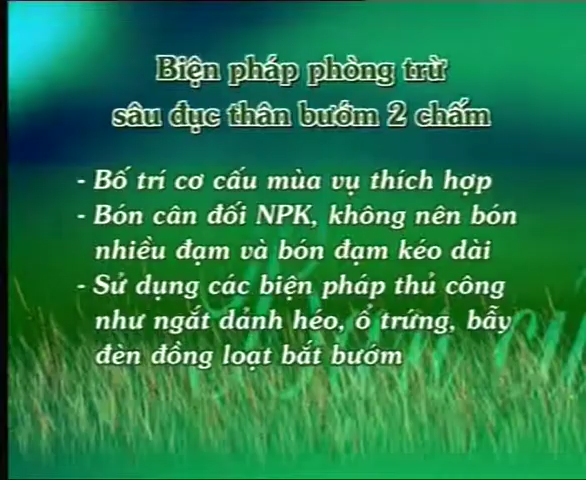 Biện pháp phòng trừ
sâu đục thân bướm 2 chấm
- Bố trí cơ cấu mùa vụ thích hợp
- Bón cân đối NPK, không nên bón
nhiều đạm và bón đạm kéo dài
- Sử dụng các biện pháp thủ công
như ngắt dảnh héo, ổ trứng, bẫy
đèn đồng loạt bắt bướm